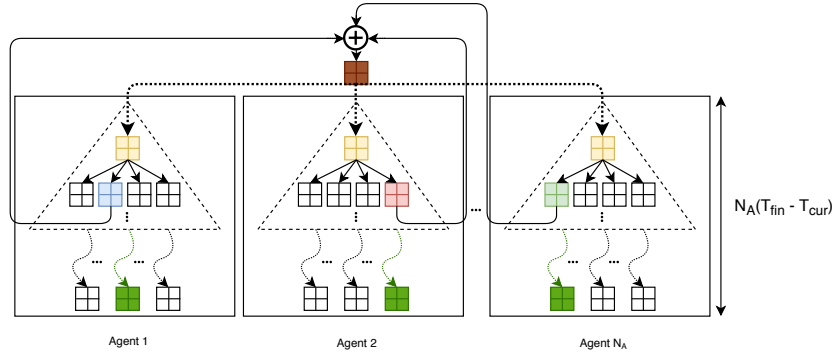 ...
N_A(T_fin - T_cur)
... ...
... ...
... ...
Agent 1
Agent 2
Agent N_A